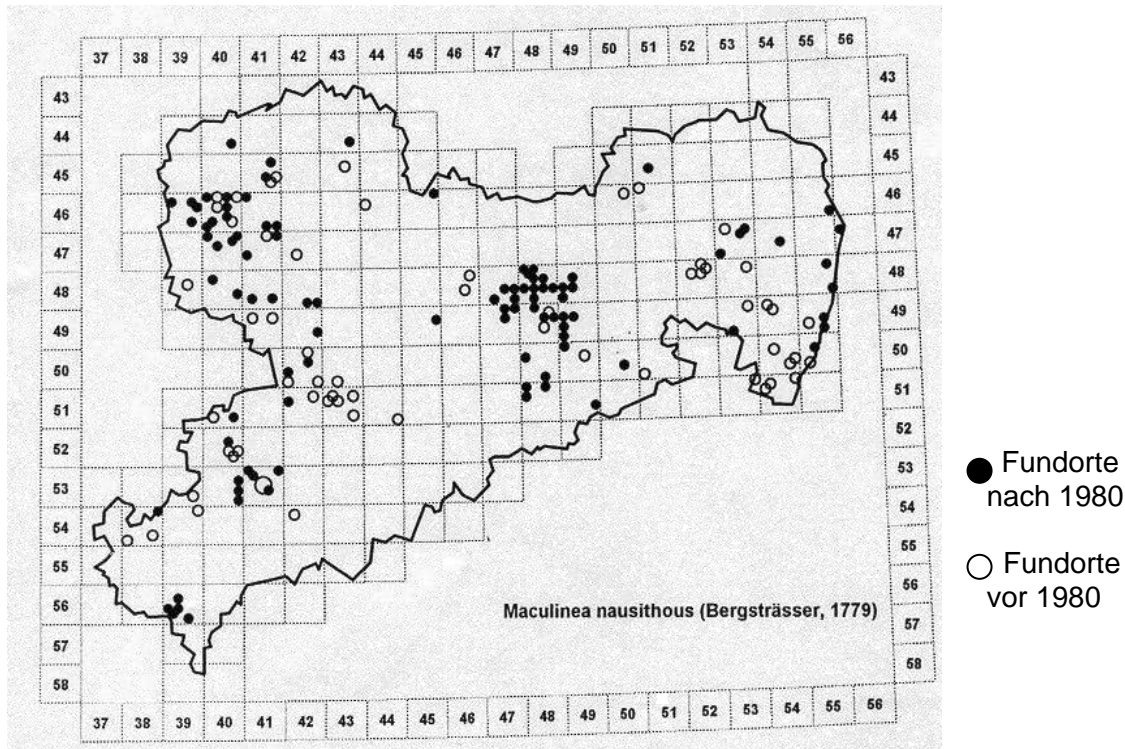 37 38 39 40 41 42 43 44 45 46 47 48 49 50 51 52 53 54 55 56
43 43
44 44
45 45
46 46
47 47
48 48
49 49
50 50
51 51
52 52
53 53
54 54
55 55
56 56
57 57
58 58
Maculinea nausithous (Bergsträsser, 1779)
37 38 39 40 41 42 43 44 45 46 47 48 49 50 51 52 53 54 55 56
Fundorte
nach 1980
Fundorte
vor 1980